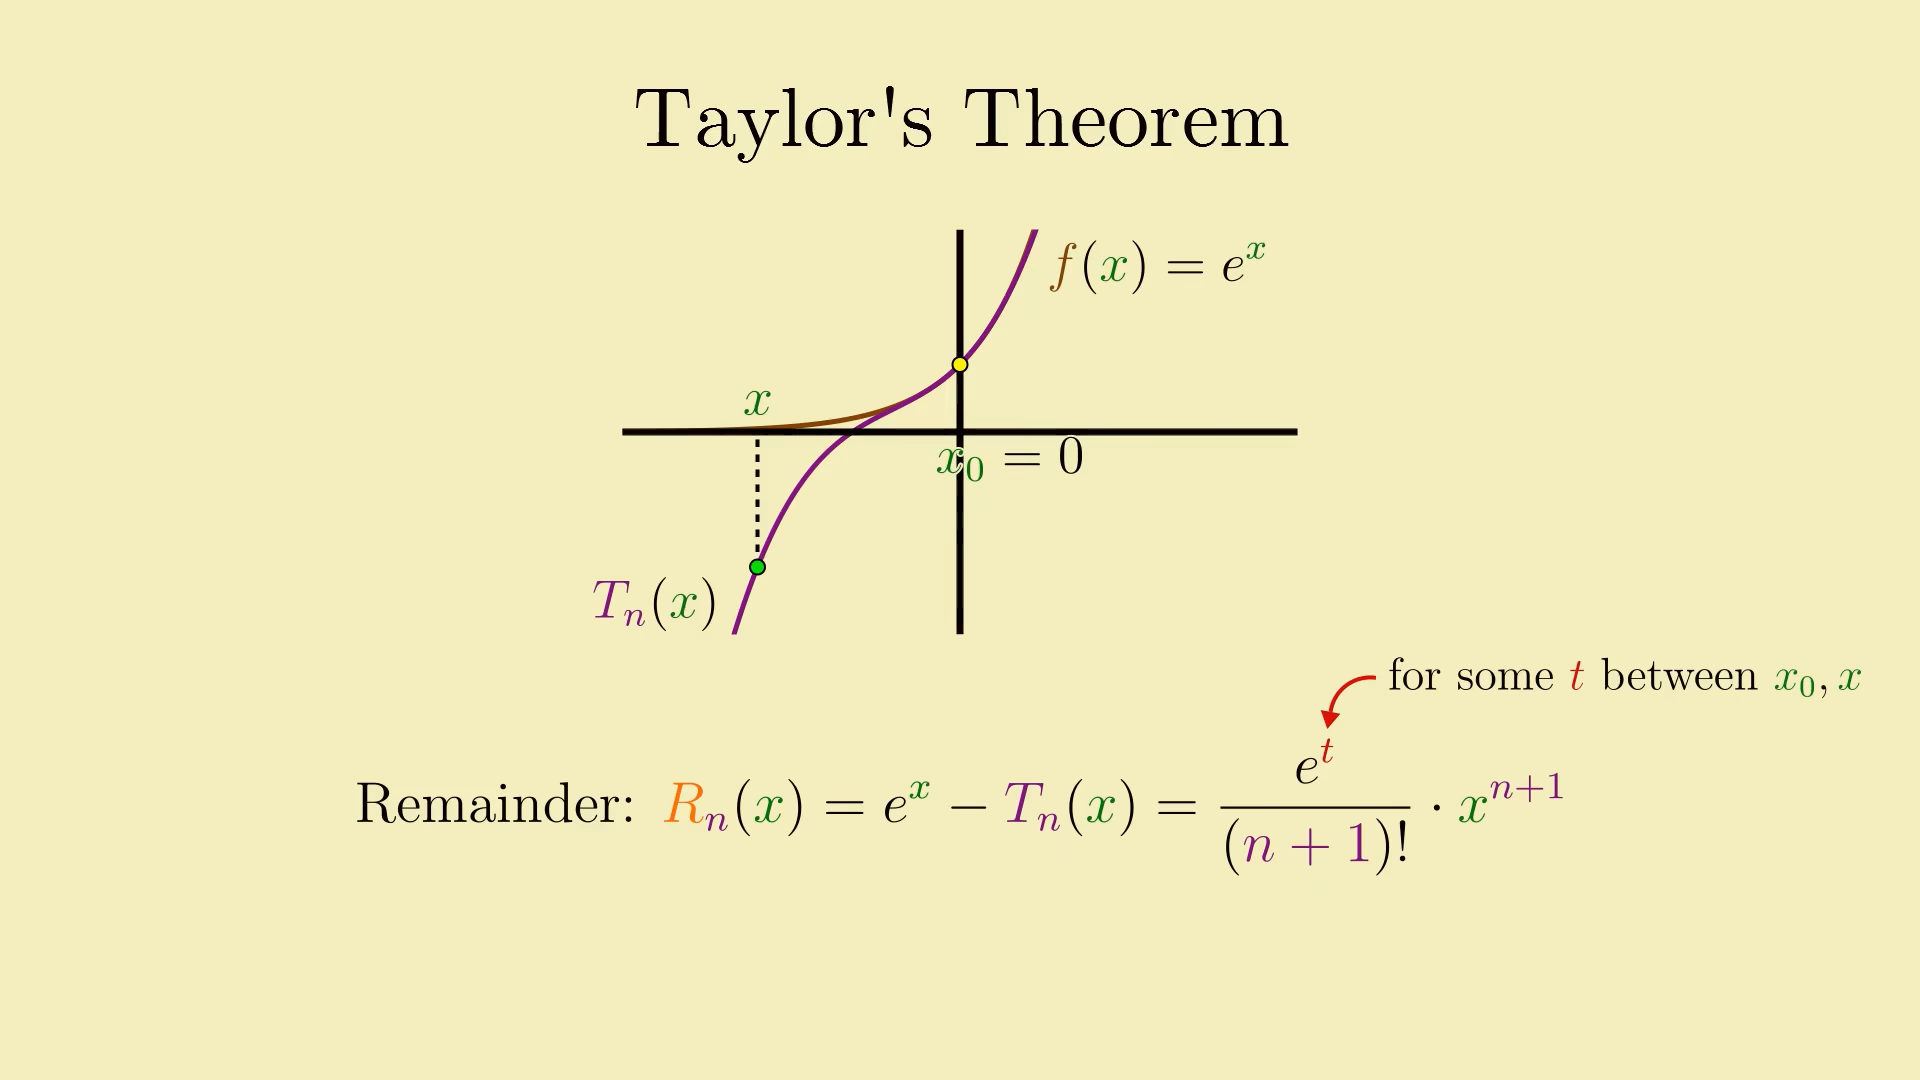 Taylor's Theorem
f(x) = e^x
x
x_0 = 0
T_n(x)
for some t between x_0, x
Remainder: R_n(x) = e^x − T_n(x) = e^t / (n + 1)! · x^{n+1}